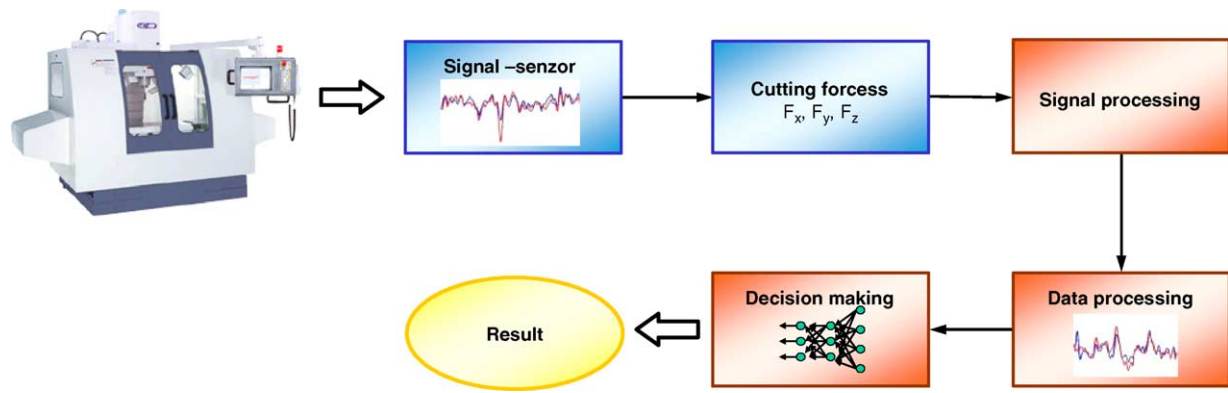 Signal –senzor
Cutting forcess
Fx, Fy, Fz
Signal processing
Data processing
Decision making
Result